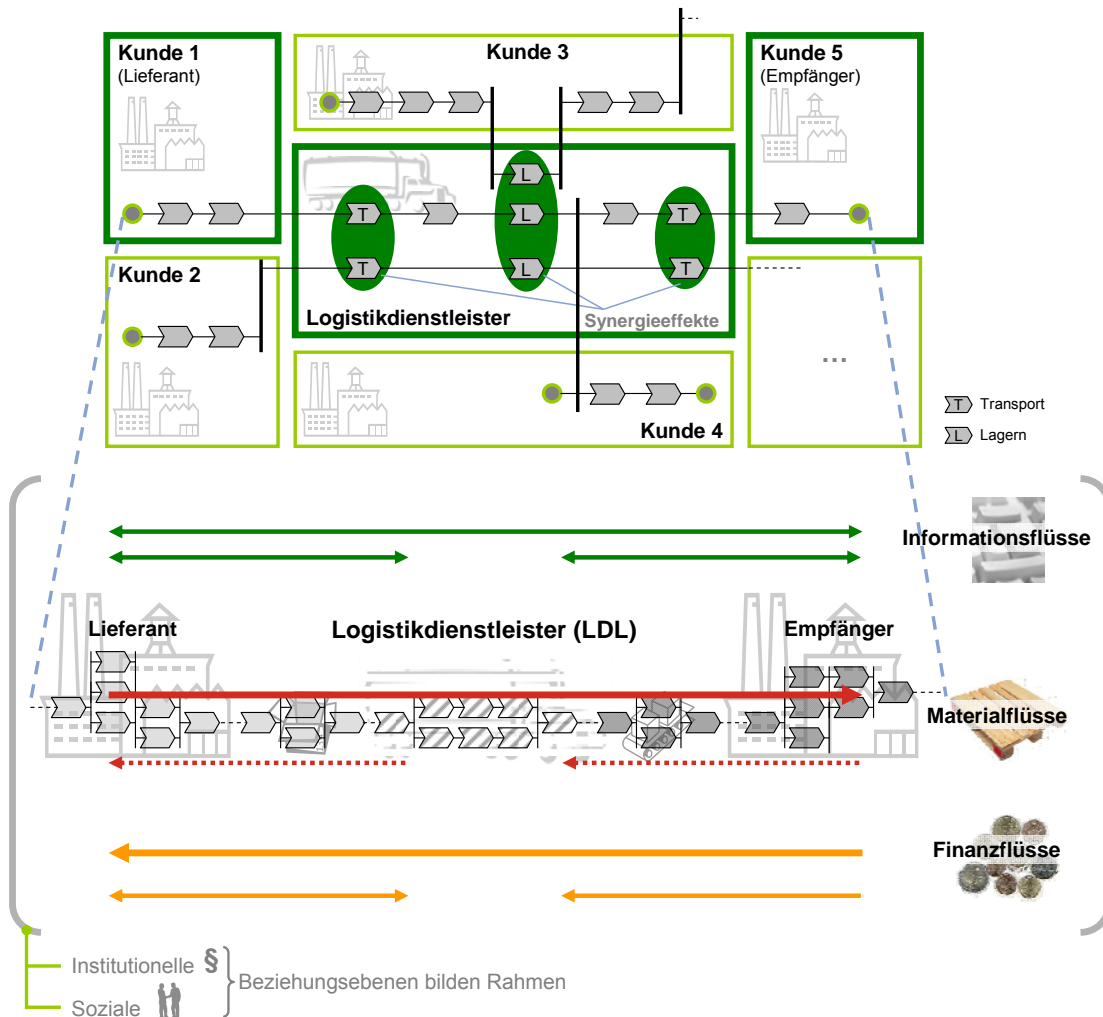 Kunde 1
(Lieferant)
Kunde 3
Kunde 5
(Empfänger)
L
T
L
T
Kunde 2
T
L
T
Logistikdienstleister
Synergieeffekte
...
Kunde 4
T Transport
L Lagern
Informationsflüsse
Lieferant
Logistikdienstleister (LDL)
Empfänger
Materialflüsse
Finanzflüsse
Institutionelle §
Beziehungsebenen bilden Rahmen
Soziale